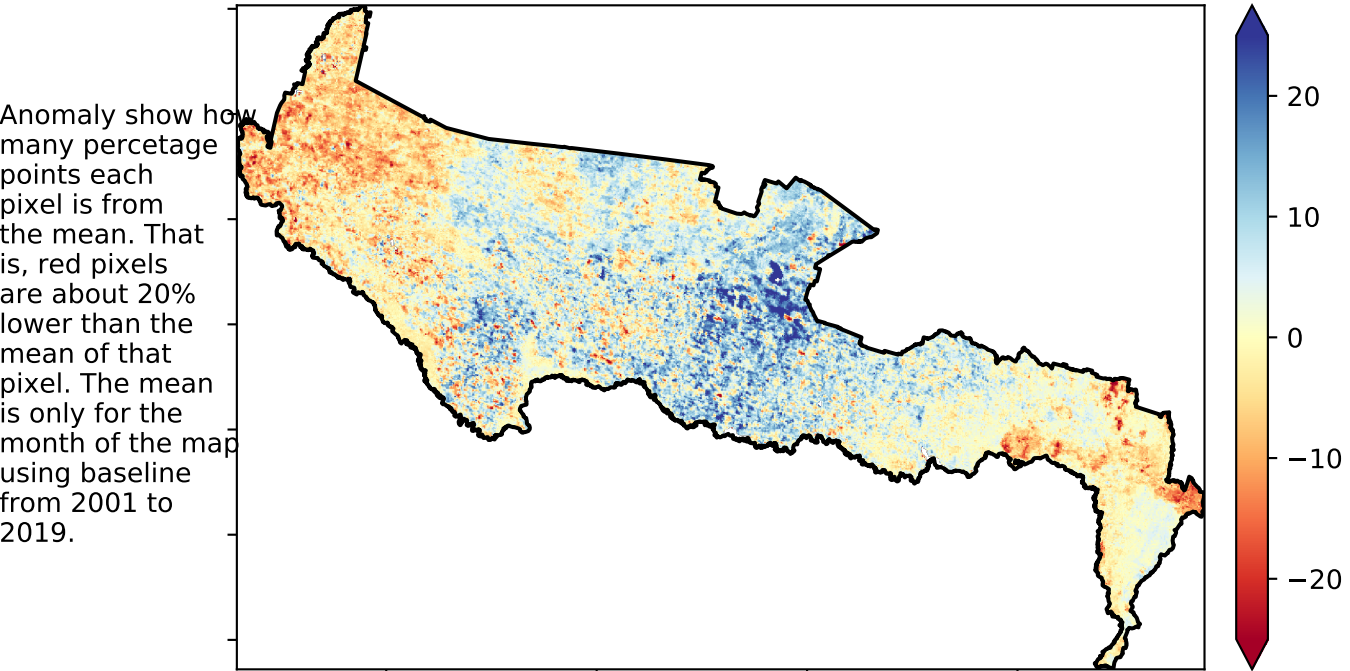 Anomaly show how
many percetage
points each
pixel is from
the mean. That
is, red pixels
are about 20%
lower than the
mean of that
pixel. The mean
is only for the
month of the map
using baseline
from 2001 to
2019.
20
10
0
−10
−20